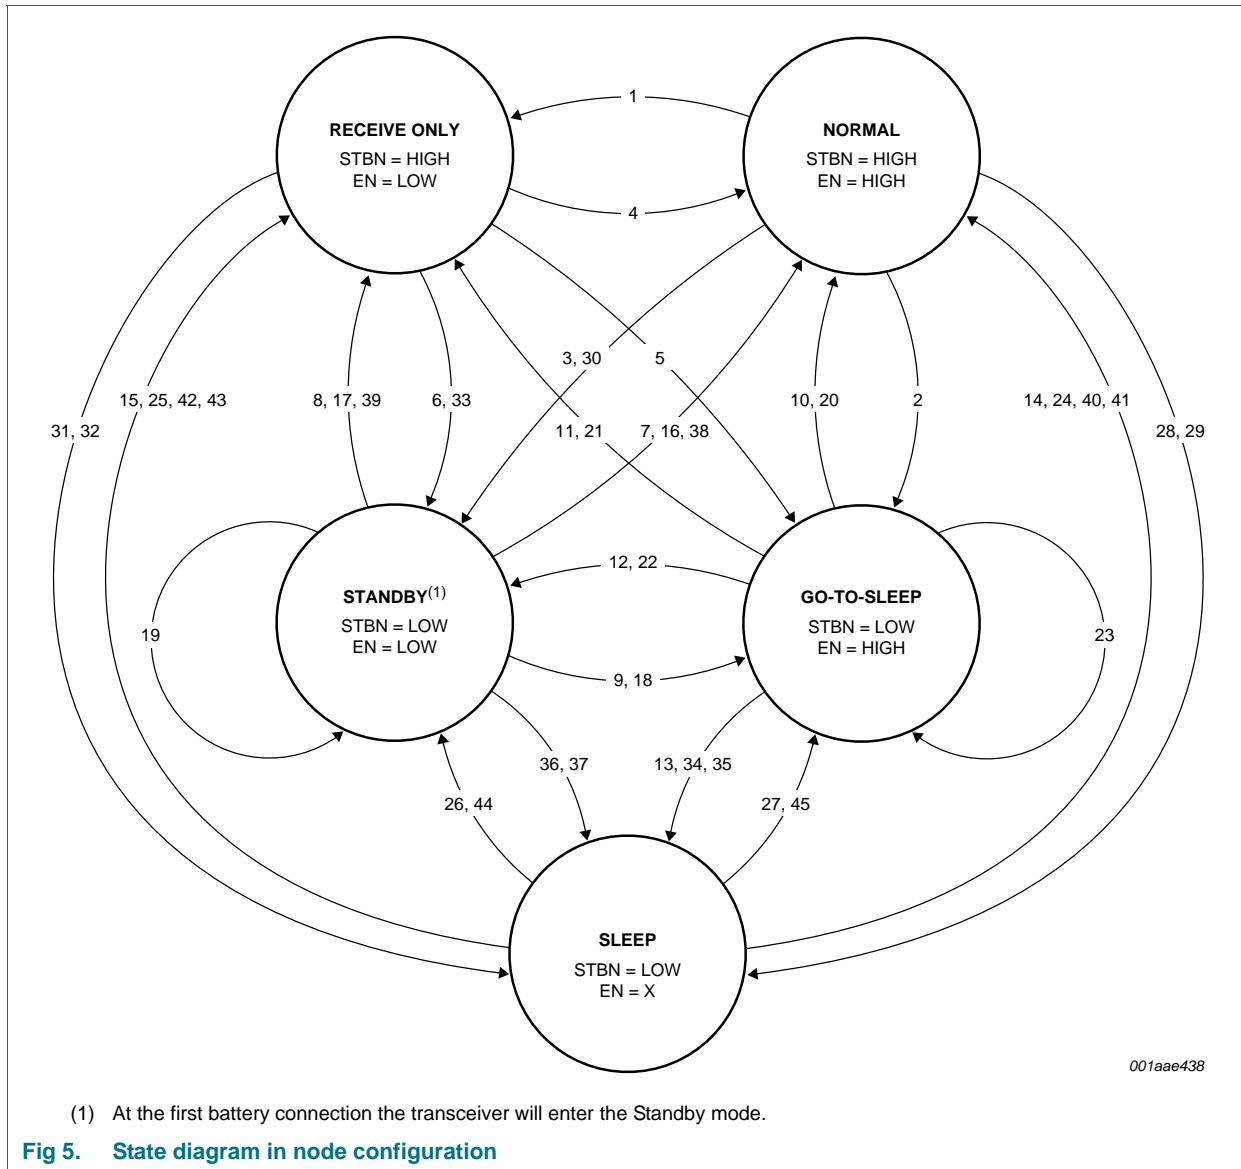 1
RECEIVE ONLY
STBN = HIGH
EN = LOW
NORMAL
STBN = HIGH
EN = HIGH
4
3, 30
5
15, 25, 42, 43
8, 17, 39
6, 33
10, 20
2
14, 24, 40, 41
31, 32
11, 21
7, 16, 38
28, 29
12, 22
STANDBY(1)
STBN = LOW
EN = LOW
GO-TO-SLEEP
STBN = LOW
EN = HIGH
19
23
9, 18
36, 37
13, 34, 35
26, 44
27, 45
SLEEP
STBN = LOW
EN = X
001aae438
(1) At the first battery connection the transceiver will enter the Standby mode.
Fig 5. State diagram in node configuration